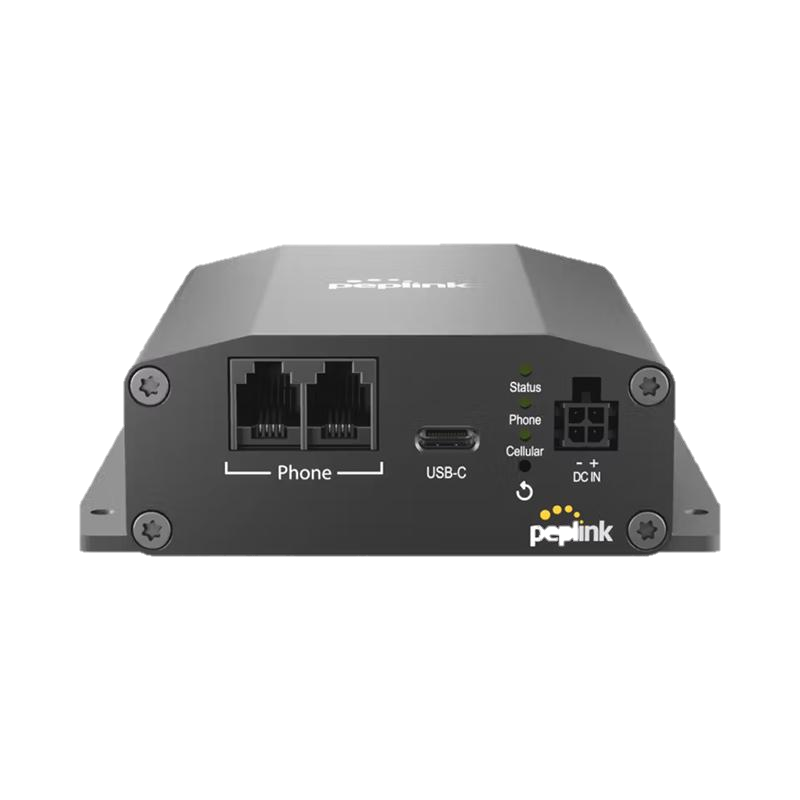 peplink
Status
Phone
Cellular
Phone
USB-C
- +
DC IN
peplink